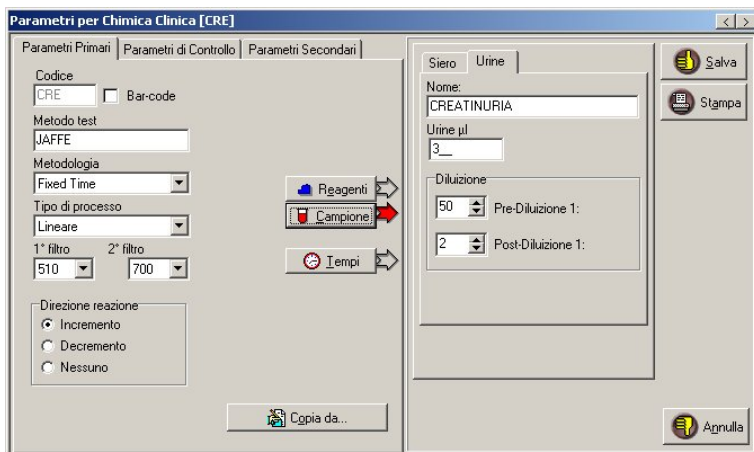 Parametri per Chimica Clinica [CRE]
Parametri Primari
Parametri di Controllo
Parametri Secondari
Codice
CRE
Bar-code
Metodo test
JAFFE
Metodologia
Fixed Time
Tipo di processo
Lineare
1° filtro 2° filtro
510 700
Direzione reazione
Incremento
Decremento
Nessuno
Reagenti
Campione
Tempi
Copia da...
Siero
Urine
Nome:
CREATINURIA
Urine µl
3__
Diluizione
50 Pre-Diluizione 1:
2 Post-Diluizione 1:
Salva
Stampa
Annulla